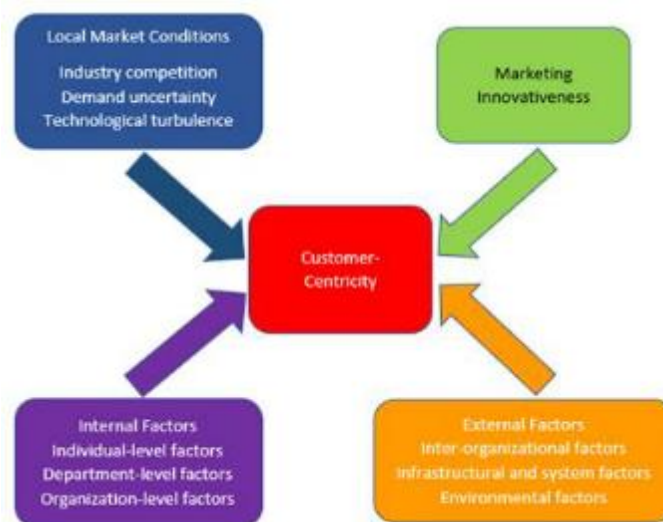 Local Market Conditions
Industry competition
Demand uncertainty
Technological turbulence
Marketing
Innovativeness
Customer-
Centricity
Internal Factors
Individual-level factors
Department-level factors
Organization-level factors
External Factors
Inter-organizational factors
Infrastructural and system factors
Environmental factors